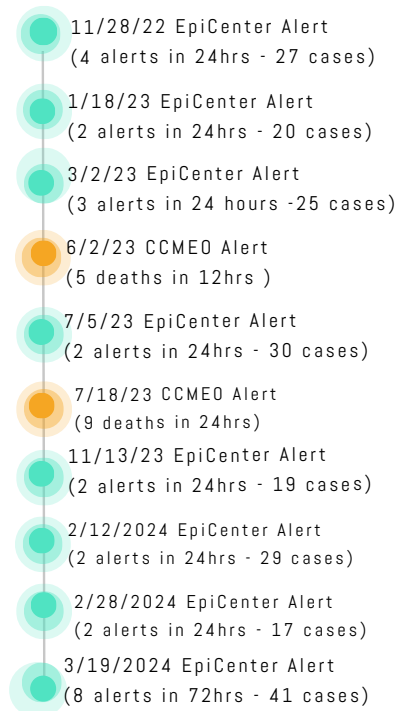 11/28/22 EpiCenter Alert
(4 alerts in 24hrs - 27 cases)
1/18/23 EpiCenter Alert
(2 alerts in 24hrs - 20 cases)
3/2/23 EpiCenter Alert
(3 alerts in 24 hours -25 cases)
6/2/23 CCMEO Alert
(5 deaths in 12hrs )
7/5/23 EpiCenter Alert
(2 alerts in 24hrs - 30 cases)
7/18/23 CCMEO Alert
(9 deaths in 24hrs)
11/13/23 EpiCenter Alert
(2 alerts in 24hrs - 19 cases)
2/12/2024 EpiCenter Alert
(2 alerts in 24hrs - 29 cases)
2/28/2024 EpiCenter Alert
(2 alerts in 24hrs - 17 cases)
3/19/2024 EpiCenter Alert
(8 alerts in 72hrs - 41 cases)